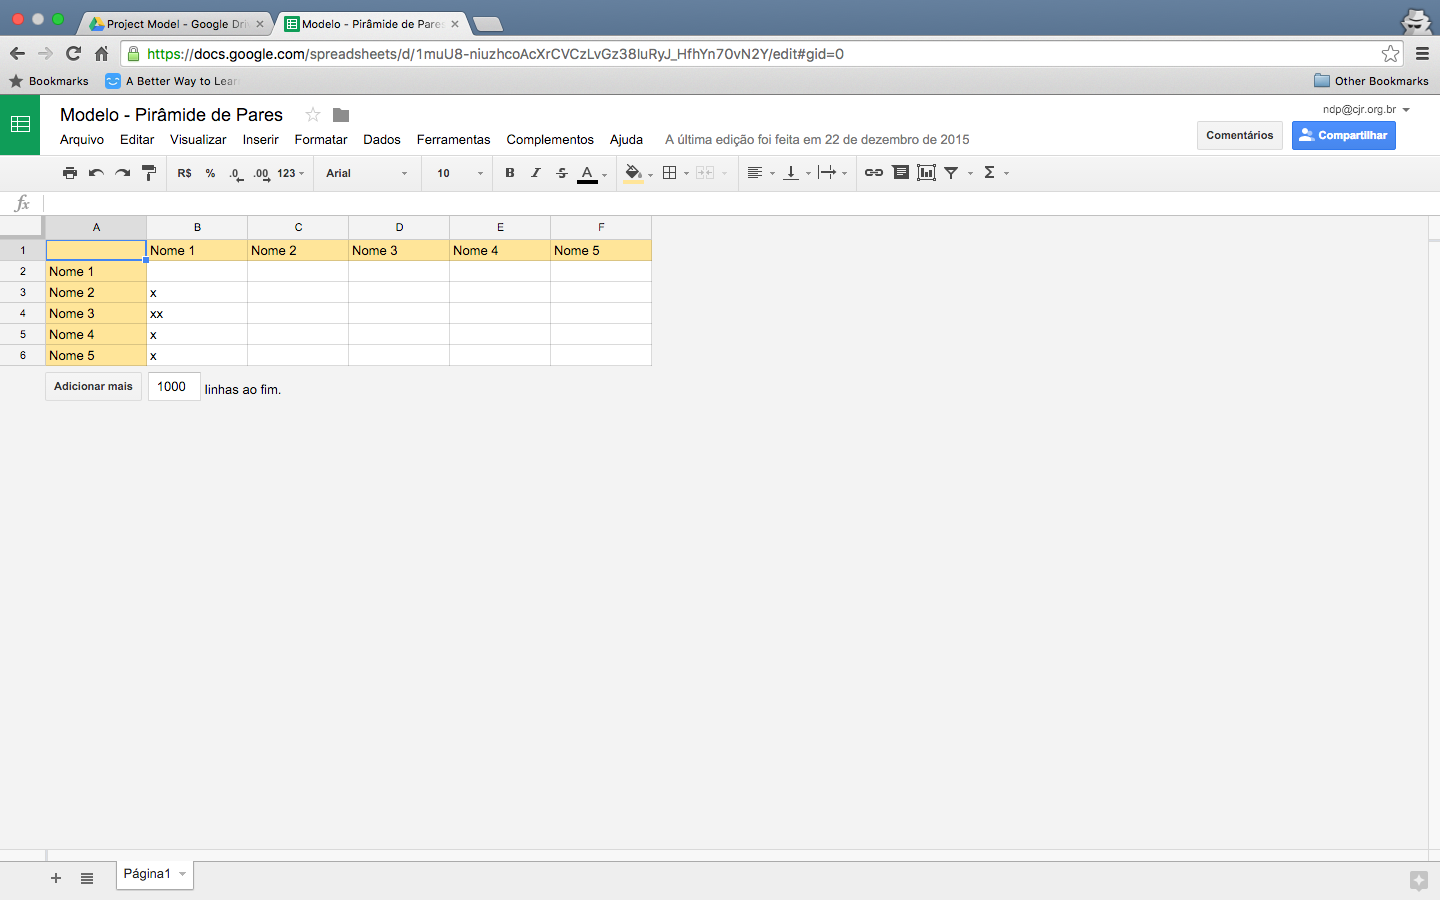 Project Model - Google Dri
Modelo - Pirâmide de Pares
https://docs.google.com/spreadsheets/d/1muU8-niuzhcoAcXrCVCzLvGz38IuRyJ_HfhYn70vN2Y/edit#gid=0
Bookmarks A Better Way to Lear Other Bookmarks
Modelo - Pirâmide de Pares
ndp@cjr.org.br
Arquivo Editar Visualizar Inserir Formatar Dados Ferramentas Complementos Ajuda A última edição foi feita em 22 de dezembro de 2015
Comentários Compartilhar
R$ % .0 .00 123 Arial 10 B I S A Σ
fx
A B C D E F
1 Nome 1 Nome 2 Nome 3 Nome 4 Nome 5
2 Nome 1
3 Nome 2 x
4 Nome 3 xx
5 Nome 4 x
6 Nome 5 x
Adicionar mais 1000 linhas ao fim.
Página1